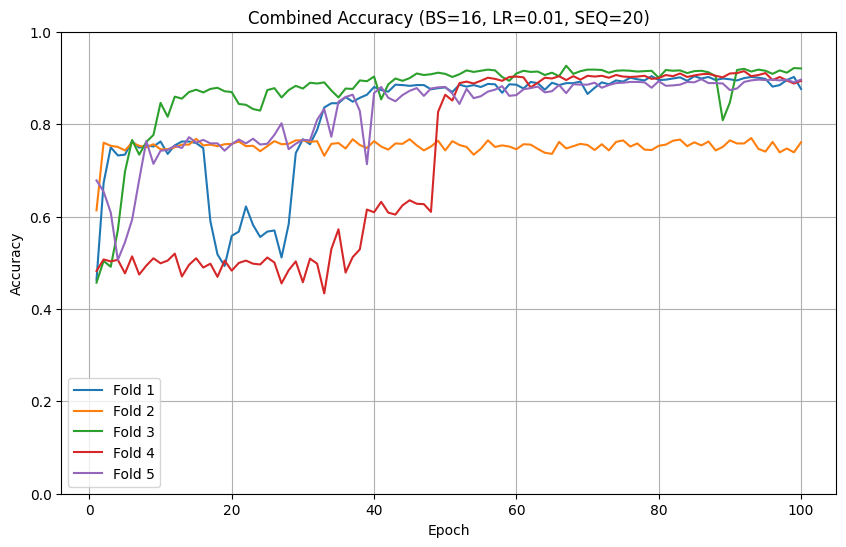 Combined Accuracy (BS=16, LR=0.01, SEQ=20)
1.0
0.8
0.6
0.4
0.2
0.0
Accuracy
Fold 1
Fold 2
Fold 3
Fold 4
Fold 5
0 20 40 60 80 100
Epoch